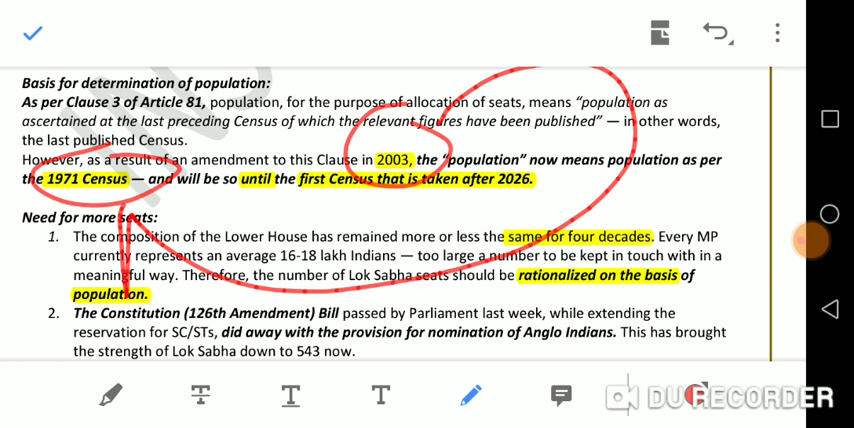 Basis for determination of population:
As per Clause 3 of Article 81, population, for the purpose of allocation of seats, means “population as
ascertained at the last preceding Census of which the relevant figures have been published” — in other words,
the last published Census.
However, as a result of an amendment to this Clause in 2003, the “population” now means population as per
the 1971 Census — and will be so until the first Census that is taken after 2026.
Need for more seats:
1. The composition of the Lower House has remained more or less the same for four decades. Every MP
currently represents an average 16-18 lakh Indians — too large a number to be kept in touch with in a
meaningful way. Therefore, the number of Lok Sabha seats should be rationalized on the basis of
population.
2. The Constitution (126th Amendment) Bill passed by Parliament last week, while extending the
reservation for SC/STs, did away with the provision for nomination of Anglo Indians. This has brought
the strength of Lok Sabha down to 543 now.
T T T
DU RECORDER